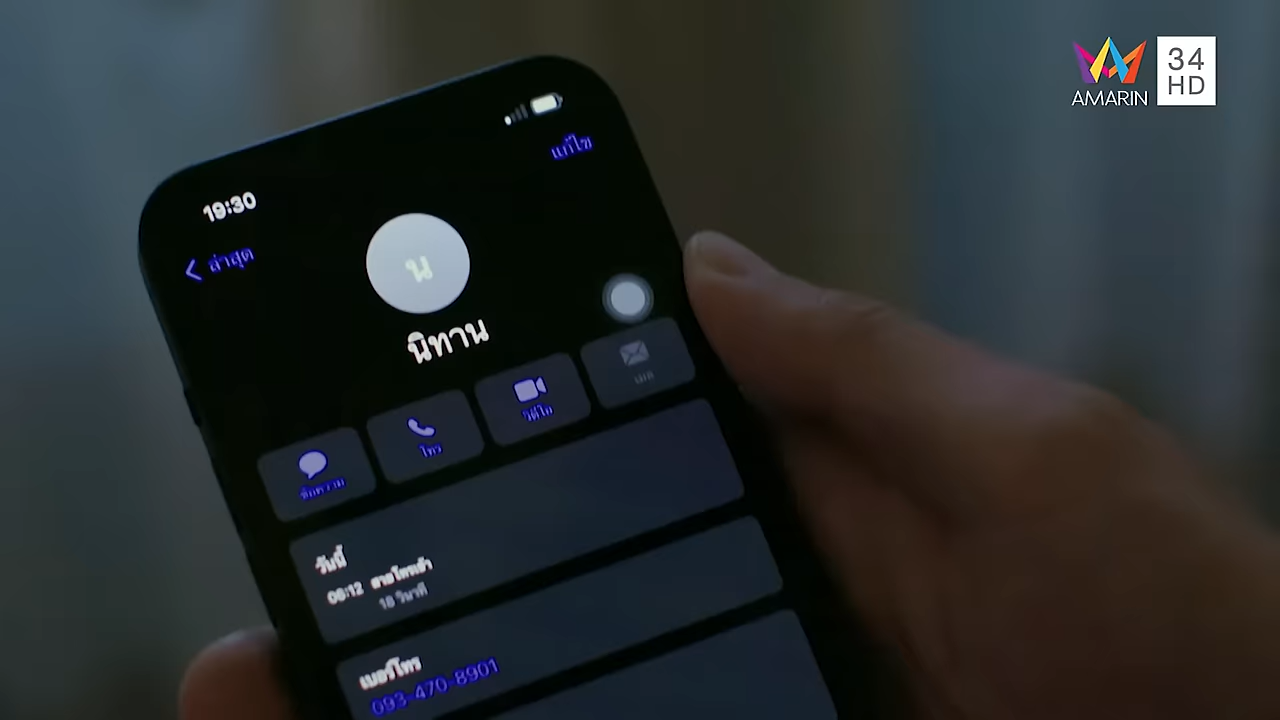 AMARIN
34
HD
19:30
แก้ไข
ล่าสุด
น
นิทาน
ข้อความ
โทร
วิดีโอ
เมล
วันนี้
06:12 สายโทรเข้า
18 วินาที
เบอร์โทร
093-470-8901